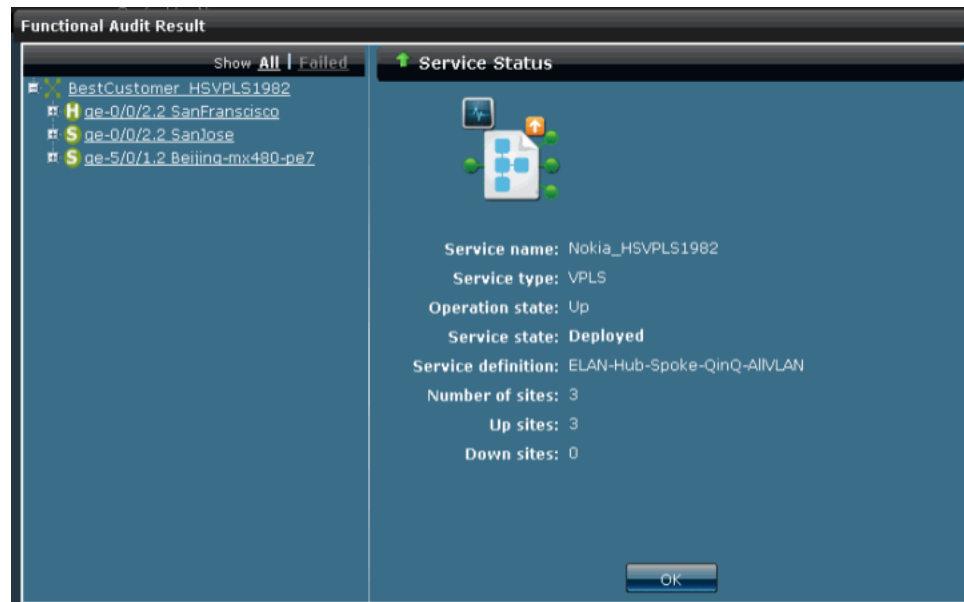 Functional Audit Result
Show All | Failed
BestCustomer_HSVPLS1982
H ge-0/0/2.2 SanFranscisco
S ge-0/0/2.2 SanJose
S ge-5/0/1.2 Beijing-mx480-pe7
Service Status
Service name: Nokia_HSVPLS1982
Service type: VPLS
Operation state: Up
Service state: Deployed
Service definition: ELAN-Hub-Spoke-QinQ-AllVLAN
Number of sites: 3
Up sites: 3
Down sites: 0
OK